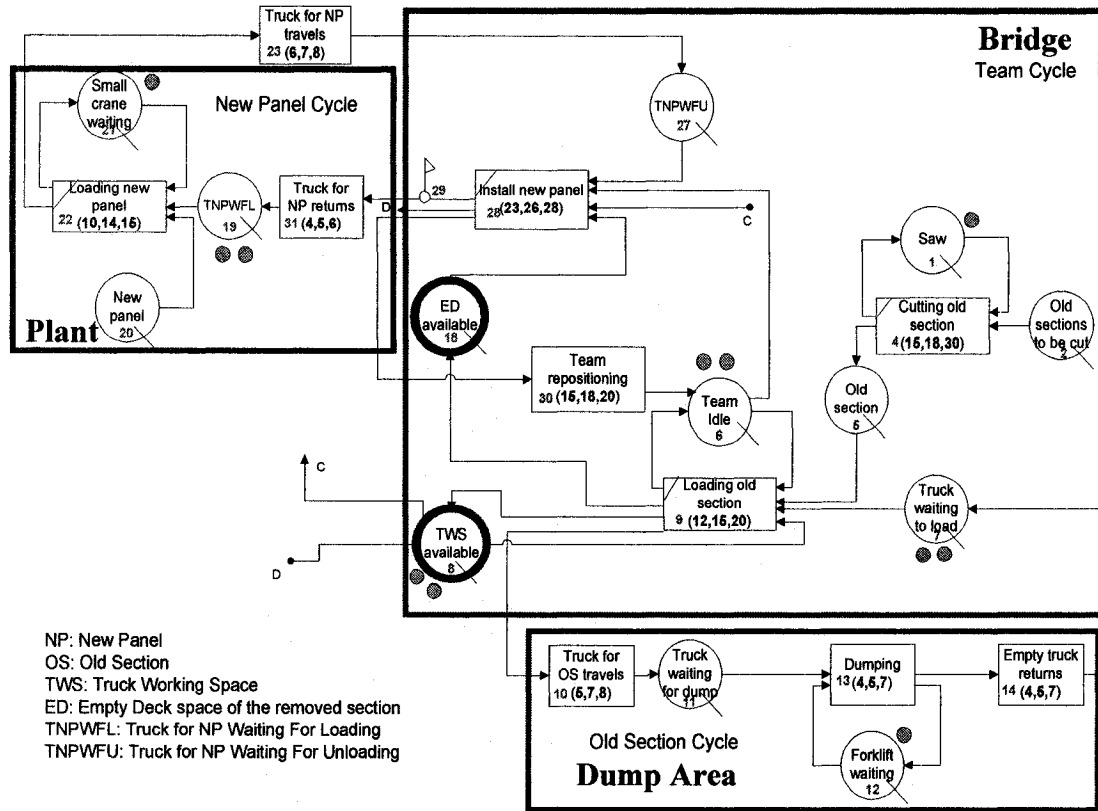 Truck for NP
travels
23 (6,7,8)
Bridge
Team Cycle
Small
crane
waiting
21
New Panel Cycle
TNPWFU
27
Loading new
panel
22 (10,14,15)
TNPWFL
19
Truck for
NP returns
31 (4,5,6)
29
D
Install new panel
28 (23,26,28)
C
Saw
1
New
panel
20
Plant
ED
available
18
Cutting old
section
4 (15,18,30)
Old
sections
to be cut
2
Team
repositioning
30 (15,18,20)
Team
Idle
6
Old
section
5
C
Loading old
section
9 (12,15,20)
Truck
waiting
to load
7
TWS
available
8
D
NP: New Panel
OS: Old Section
TWS: Truck Working Space
ED: Empty Deck space of the removed section
TNPWFL: Truck for NP Waiting For Loading
TNPWFU: Truck for NP Waiting For Unloading
Truck for
OS travels
10 (5,7,8)
Truck
waiting
for dump
11
Dumping
13 (4,5,7)
Empty truck
returns
14 (4,5,7)
Old Section Cycle
Dump Area
Forklift
waiting
12